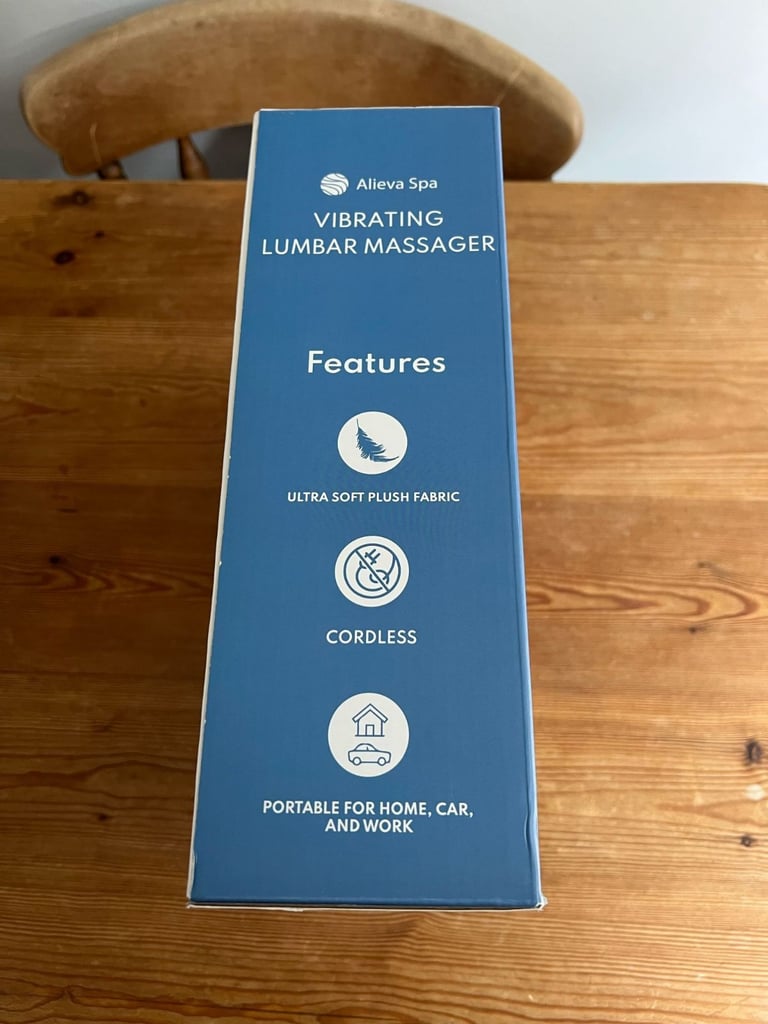 Alieva Spa
VIBRATING
LUMBAR MASSAGER
Features
ULTRA SOFT PLUSH FABRIC
CORDLESS
PORTABLE FOR HOME, CAR,
AND WORK